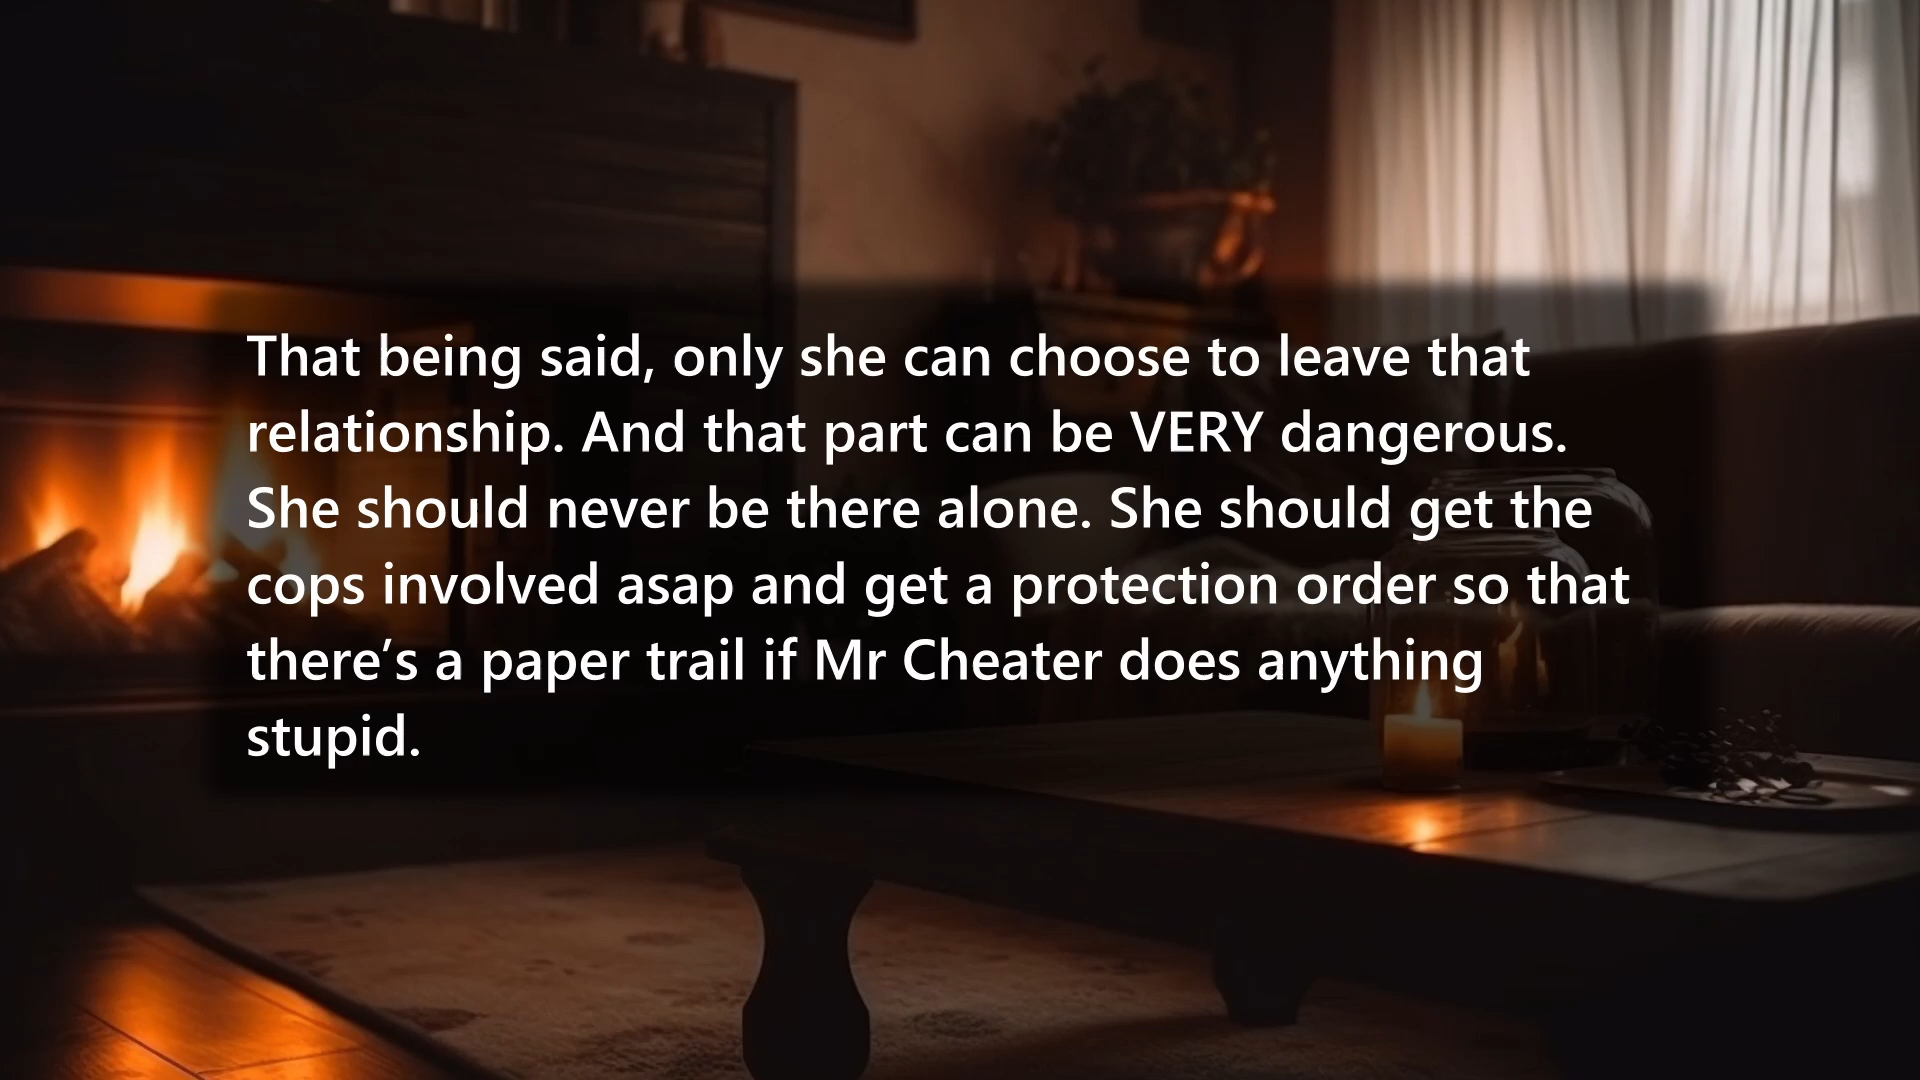 That being said, only she can choose to leave that
relationship. And that part can be VERY dangerous.
She should never be there alone. She should get the
cops involved asap and get a protection order so that
there’s a paper trail if Mr Cheater does anything
stupid.